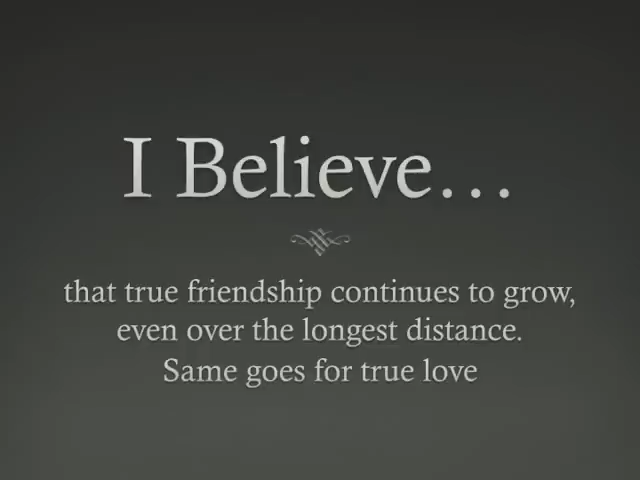 I Believe…
that true friendship continues to grow,
even over the longest distance.
Same goes for true love